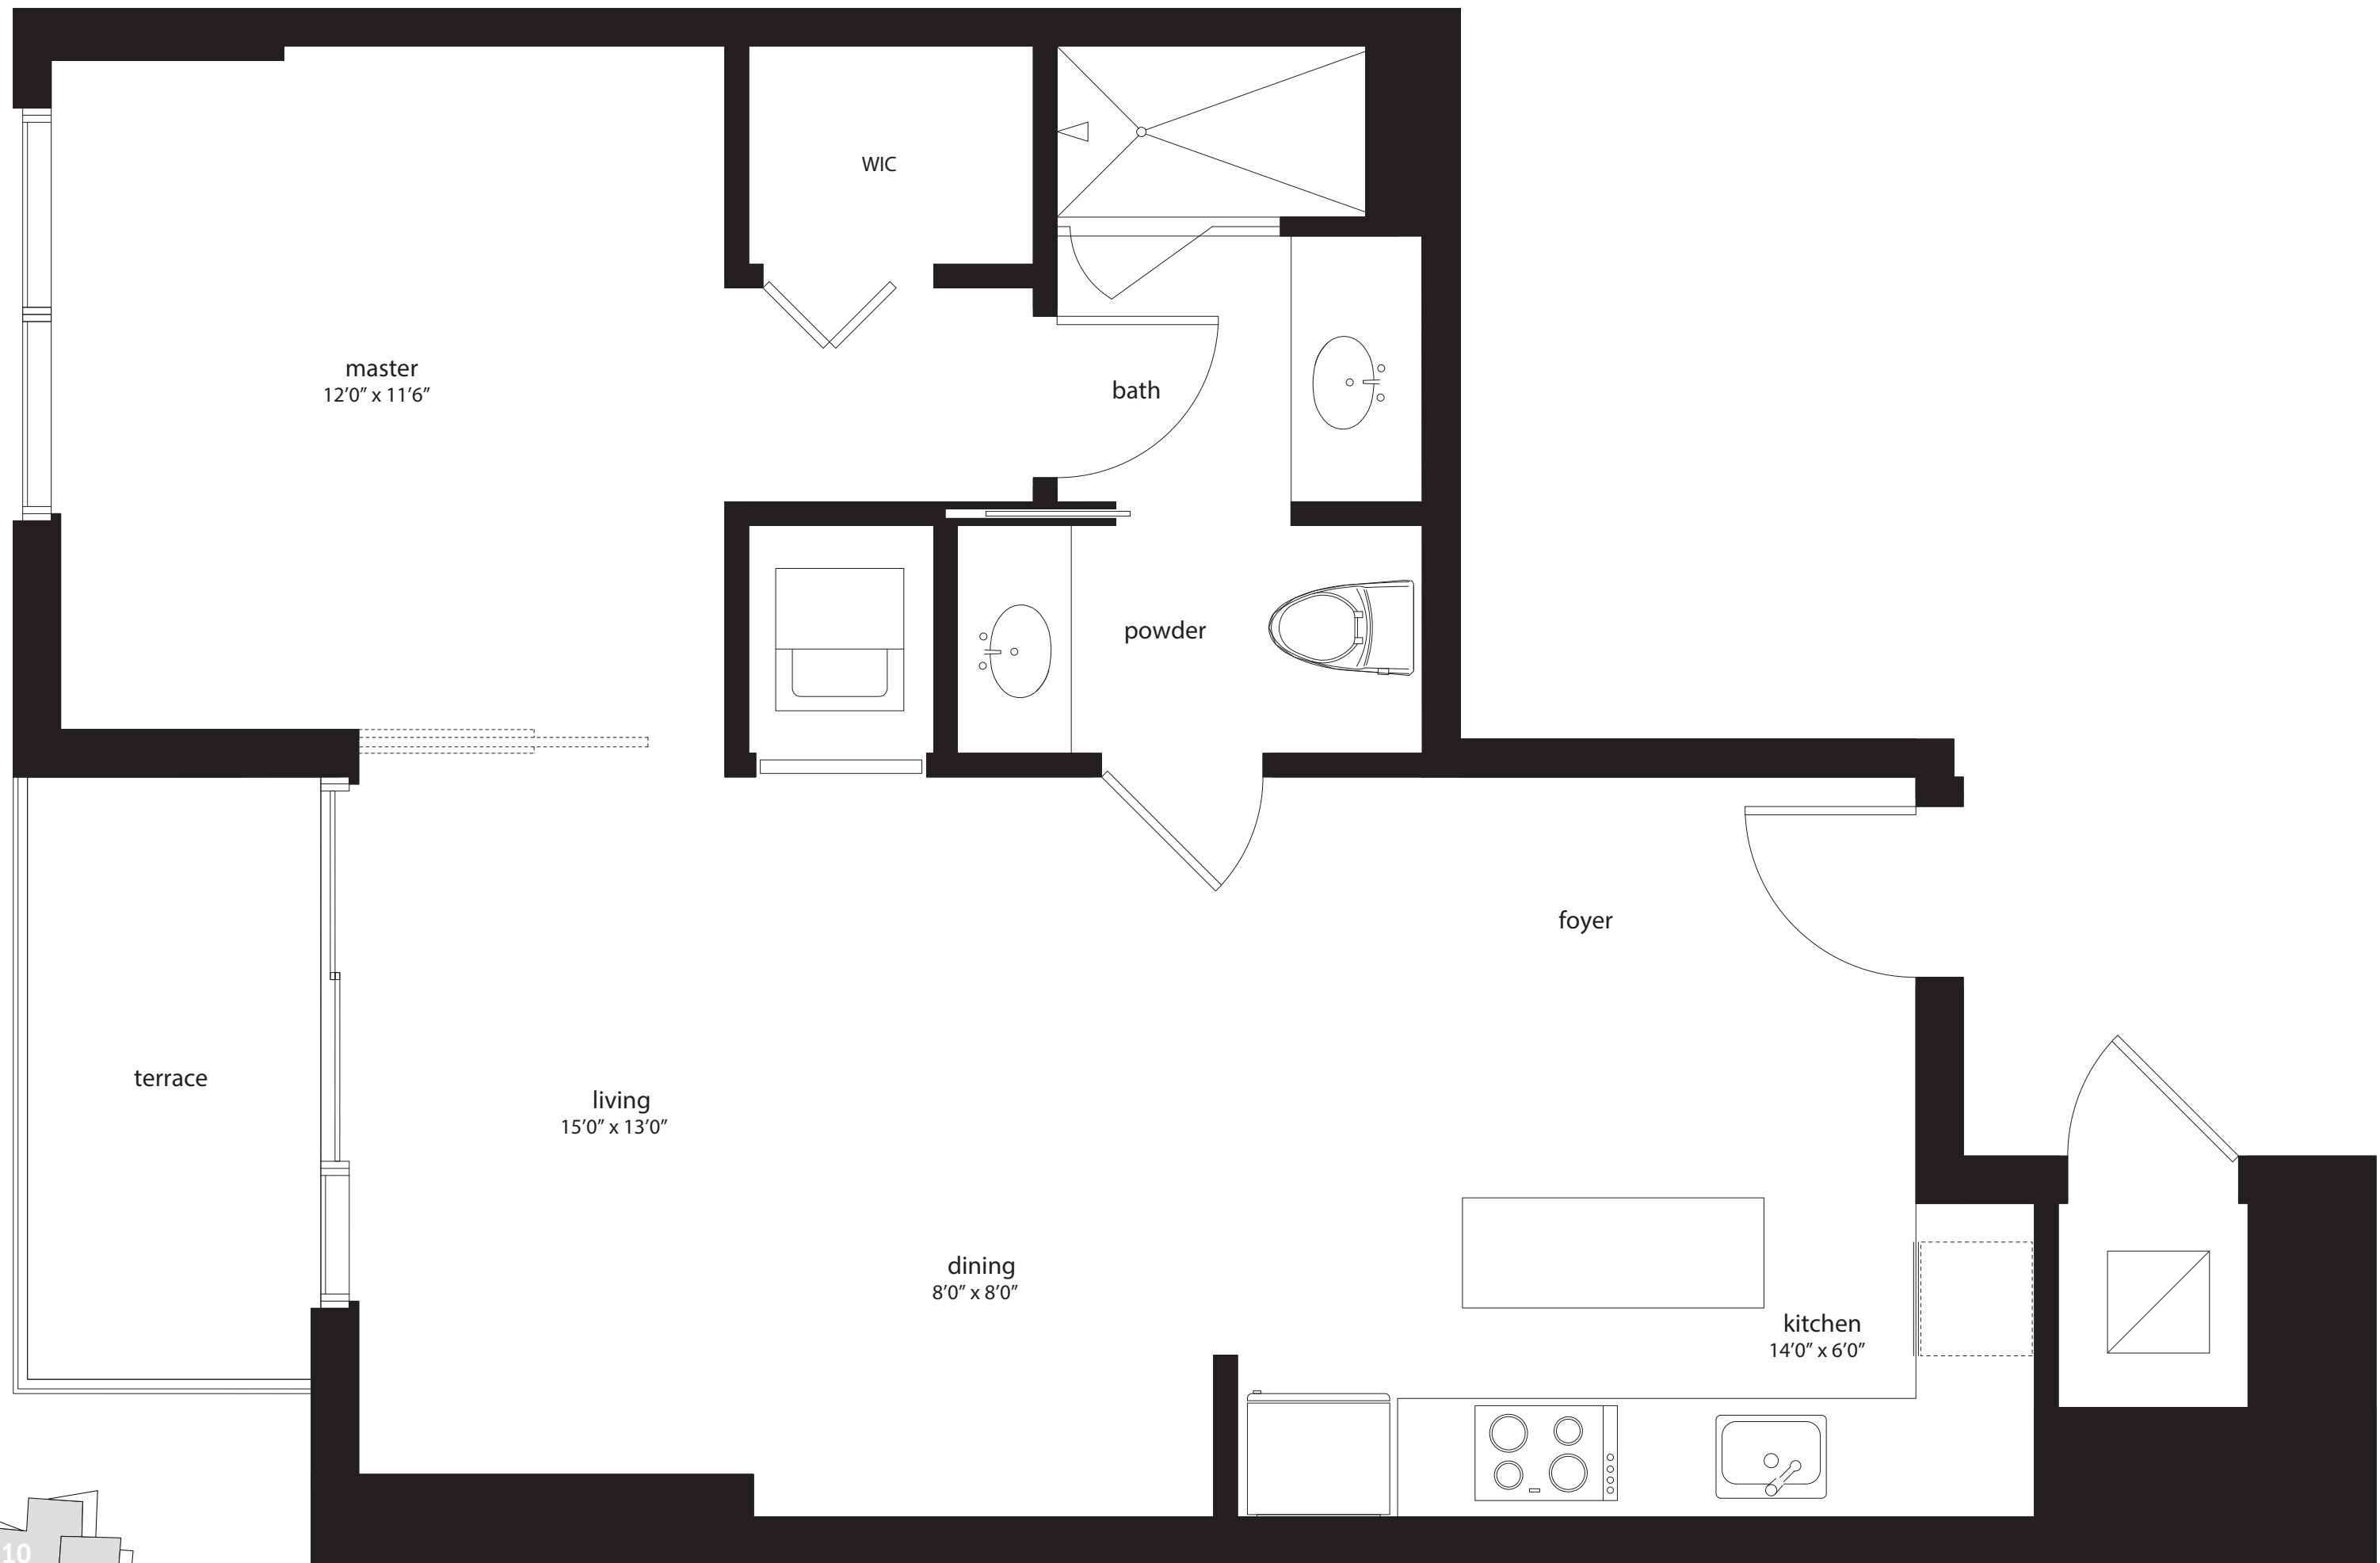 WIC
master
12’0” x 11’6”
bath
powder
foyer
terrace
living
15’0” x 13’0”
dining
8’0” x 8’0”
kitchen
14’0” x 6’0”
10